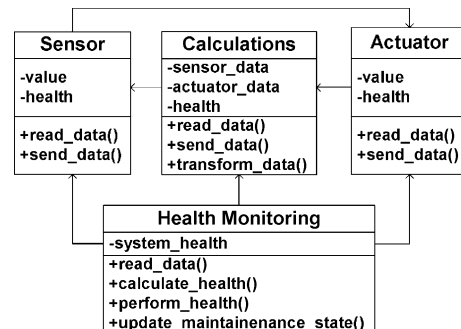 Sensor
-value
-health
+read_data()
+send_data()
Calculations
-sensor_data
-actuator_data
-health
+read_data()
+send_data()
+transform_data()
Actuator
-value
-health
+read_data()
+send_data()
Health Monitoring
-system_health
+read_data()
+calculate_health()
+perform_health()
+update_maintainenance_state()